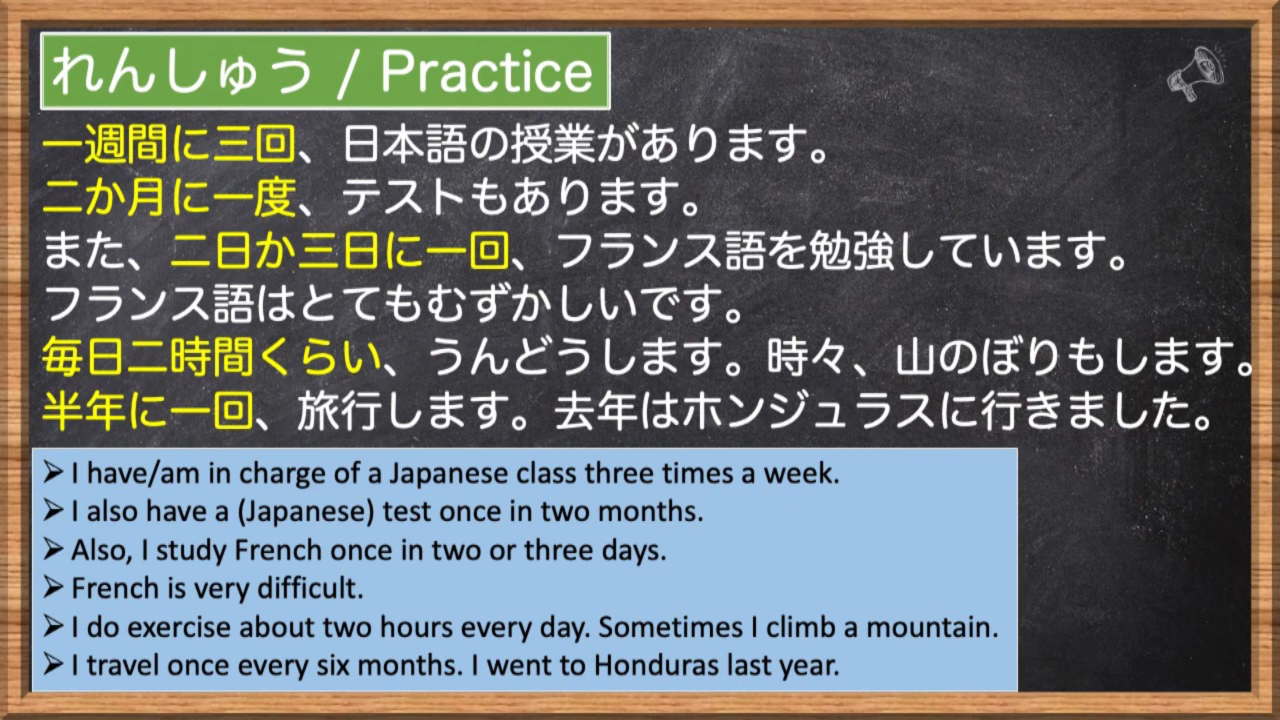 れんしゅう / Practice
一週間に三回、日本語の授業があります。
二か月に一度、テストもあります。
また、二日か三日に一回、フランス語を勉強しています。
フランス語はとてもむずかしいです。
毎日二時間くらい、うんどうします。時々、山のぼりもします。
半年に一回、旅行します。去年はホンジュラスに行きました。
➢ I have/am in charge of a Japanese class three times a week.
➢ I also have a (Japanese) test once in two months.
➢ Also, I study French once in two or three days.
➢ French is very difficult.
➢ I do exercise about two hours every day. Sometimes I climb a mountain.
➢ I travel once every six months. I went to Honduras last year.